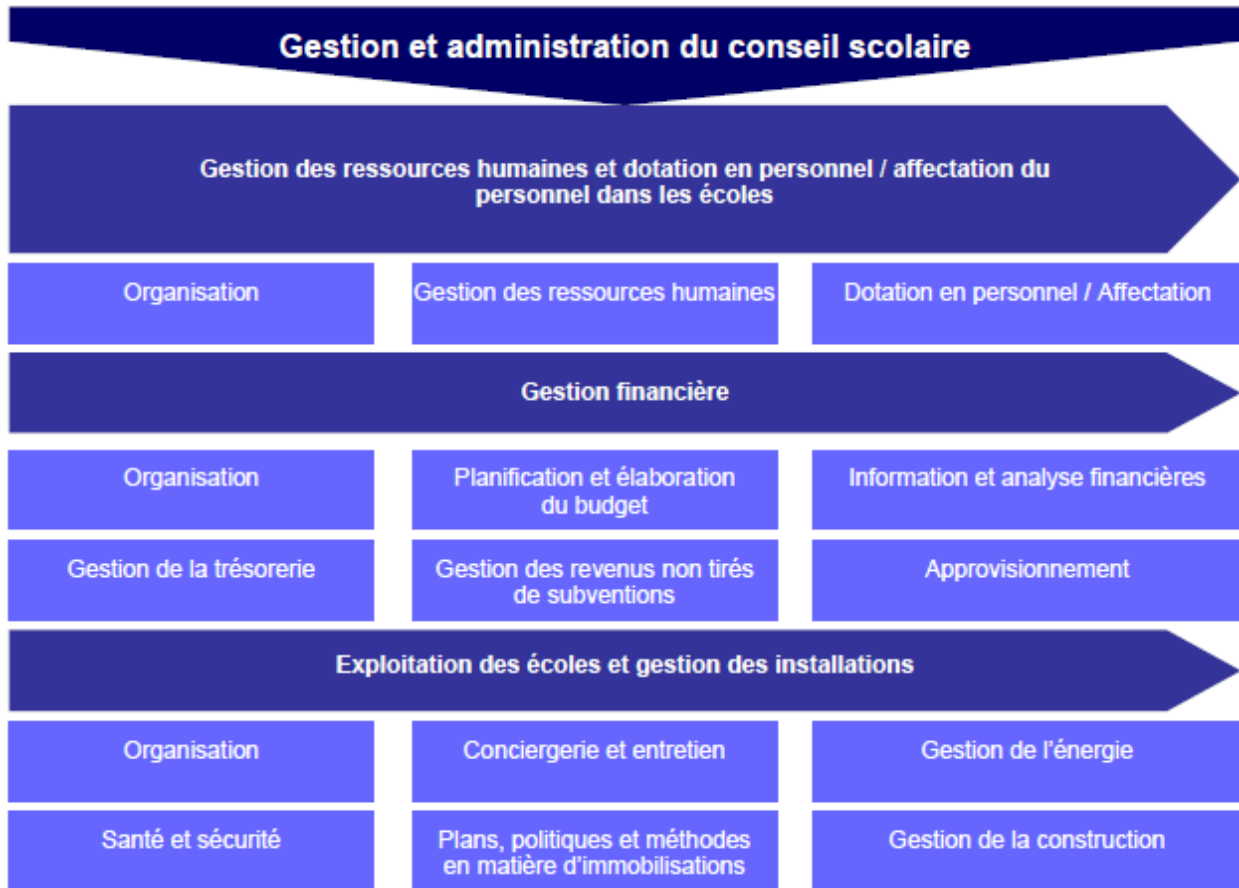 Gestion et administration du conseil scolaire
Gestion des ressources humaines et dotation en personnel / affectation du
personnel dans les écoles
Organisation
Gestion des ressources humaines
Dotation en personnel / Affectation
Gestion financière
Organisation
Planification et élaboration
du budget
Information et analyse financières
Gestion de la trésorerie
Gestion des revenus non tirés
de subventions
Approvisionnement
Exploitation des écoles et gestion des installations
Organisation
Conciergerie et entretien
Gestion de l'énergie
Santé et sécurité
Plans, politiques et méthodes
en matière d'immobilisations
Gestion de la construction